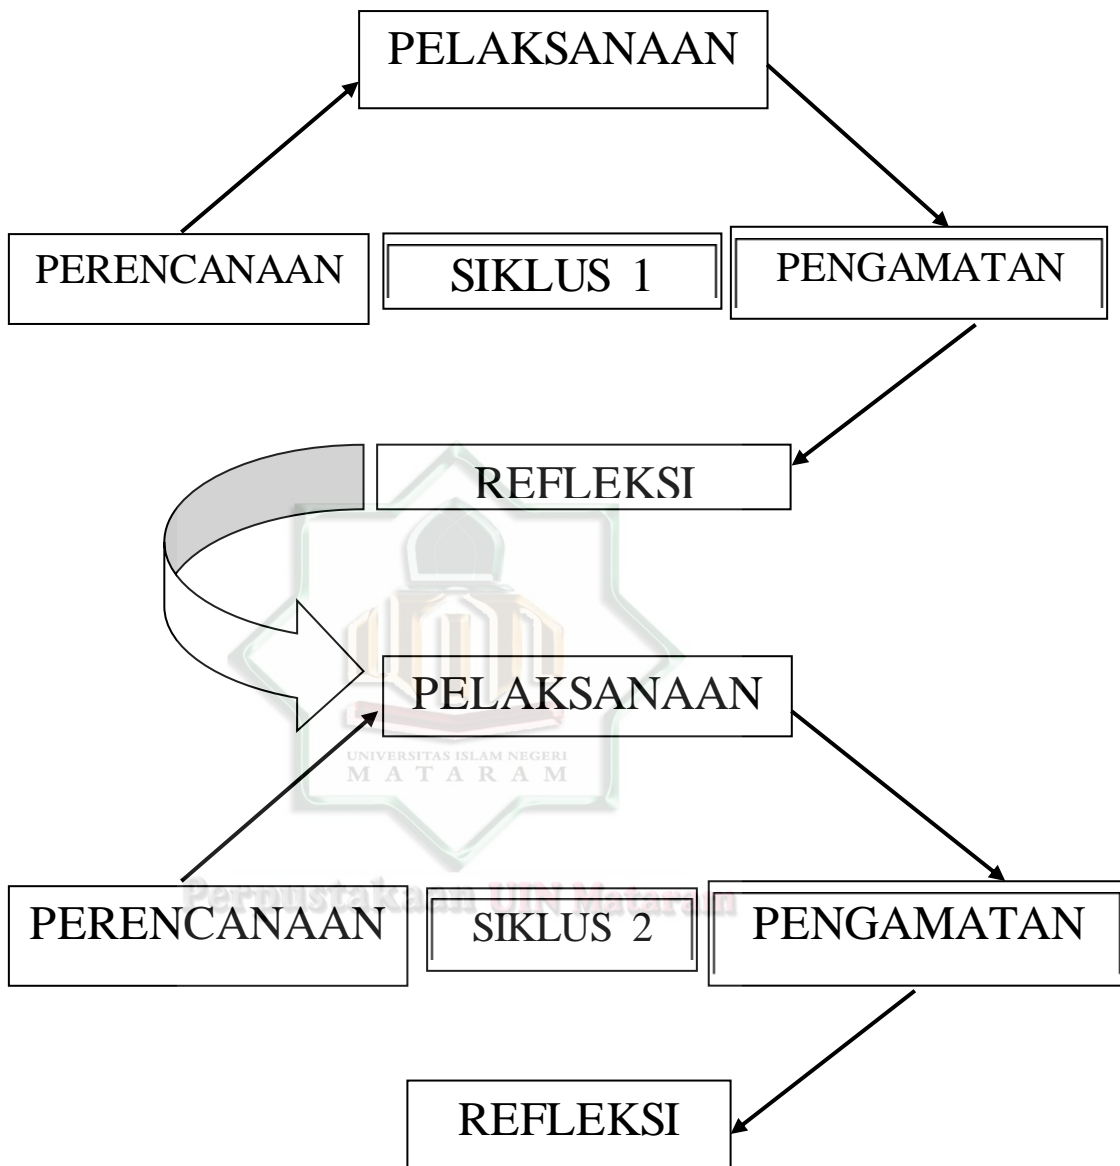 PELAKSANAAN
PERENCANAAN
SIKLUS 1
PENGAMATAN
REFLEKSI
PELAKSANAAN
UNIVERSITAS ISLAM NEGERI
MATARAM
Perpustakaan UIN Mataram
PERENCANAAN
SIKLUS 2
PENGAMATAN
REFLEKSI